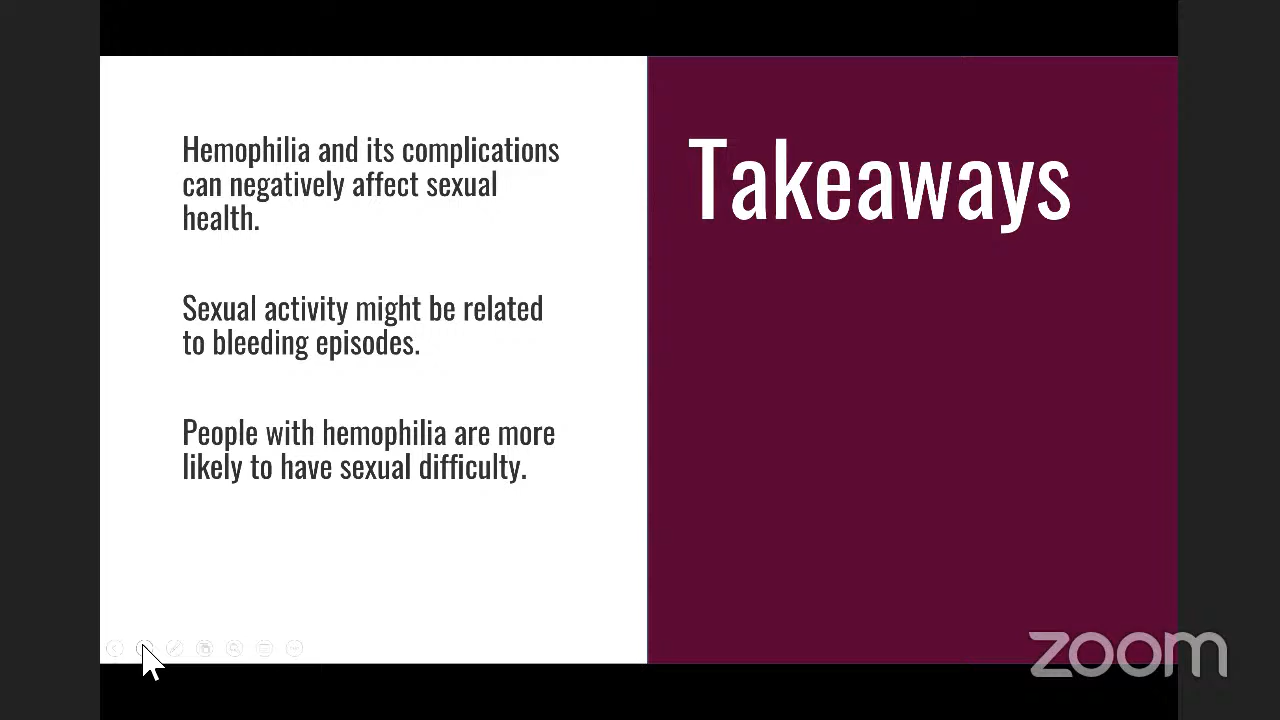 Hemophilia and its complications
can negatively affect sexual
health.
Sexual activity might be related
to bleeding episodes.
People with hemophilia are more
likely to have sexual difficulty.
Takeaways
zoom